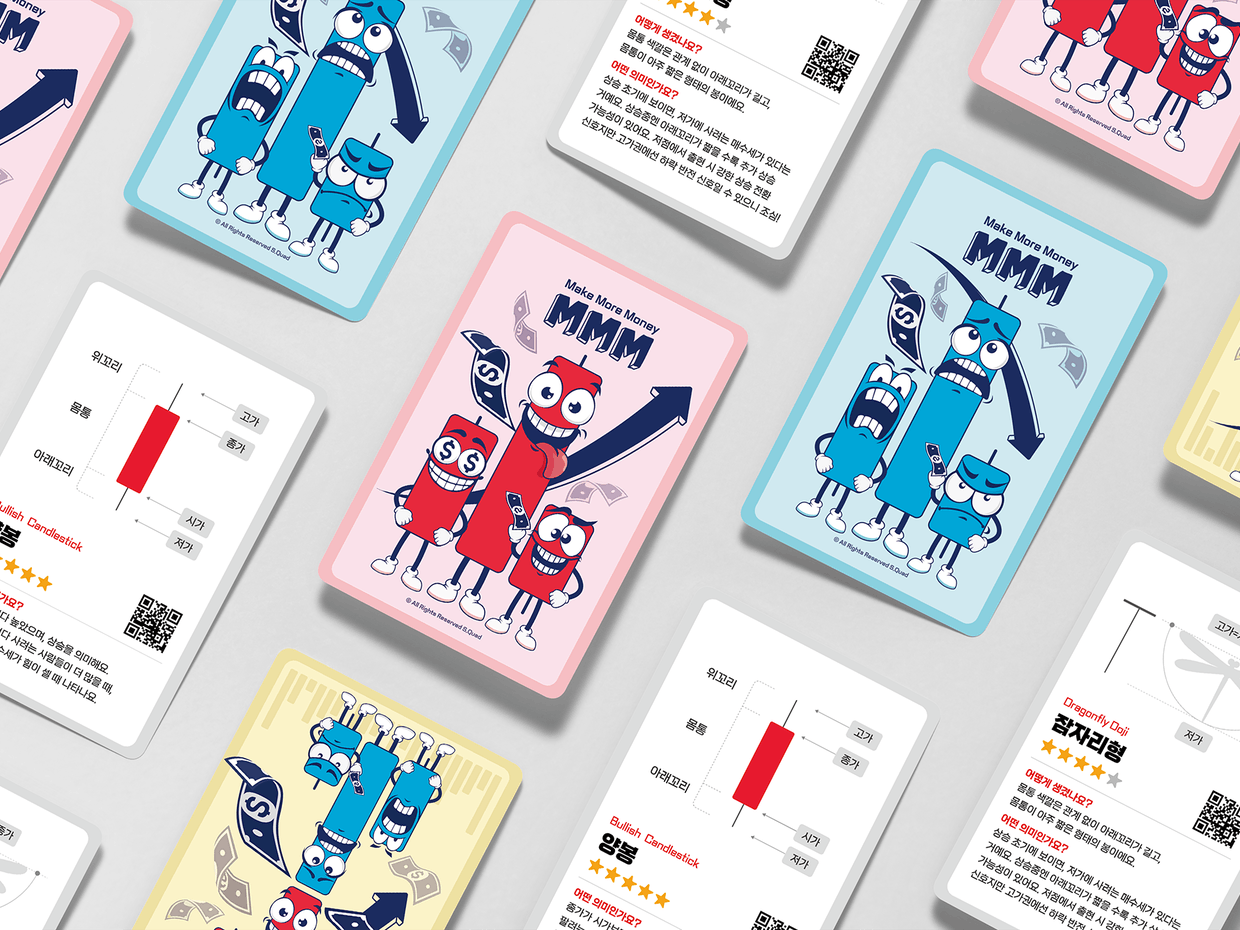 © All Rights Reserved S.Quad
어떻게 생겼나요?
몸통 색깔은 관계 없이 아래꼬리가 길고,
몸통이 아주 짧은 형태의 봉이에요.
어떤 의미인가요?
상승 초기에 보이면, 저가에 사려는 매수세가 있다는
거예요. 상승중엔 아래꼬리가 짧을 수록 추가 상승
가능성이 있어요. 저점에서 출현 시 강한 상승 전환
신호지만 고가권에선 하락 반전 신호일 수 있으니 조심!
© All Rights Reserved S.Quad
Money
MMM
위꼬리
몸통
아래꼬리
고가
종가
시가
저가
Bullish Candlestick
양봉
높았으며, 상승을 의미해요.
사려는 사람들이 더 많을 때,
매수세가 힘이 셀 때 나타나요.
Make More Money
MMM
© All Rights Reserved S.Quad
Make More Money
MMM
© All Rights Reserved S.Quad
위꼬리
몸통
아래꼬리
고가
종가
시가
저가
Bullish Candlestick
양봉
어떤 의미인가요?
종가가 시가보
고가=
저가
Dragonfly Doji
잠자리형
어떻게 생겼나요?
몸통 색깔은 관계 없이 아래꼬리가 길고,
몸통이 아주 짧은 형태의 봉이에요.
어떤 의미인가요?
상승 초기에 보이면, 저가에 사려는 매수세가 있다는
거예요. 상승중엔 아래꼬리가 짧을 수록 추가 상승
가능성이 있어요. 저점에서 출현 시 강한 상승 전환
신호지만 고가권에선 하락 반전
종가